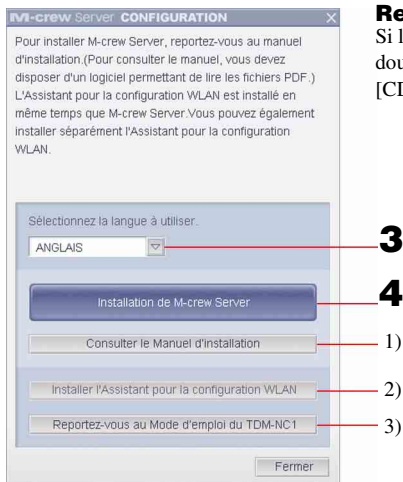 M-crew Server CONFIGURATION
Pour installer M-crew Server, reportez-vous au manuel
d'installation.(Pour consulter le manuel, vous devez
disposer d'un logiciel permettant de lire les fichiers PDF.)
L'Assistant pour la configuration WLAN est installé en
même temps que M-crew Server.Vous pouvez également
installer séparément l'Assistant pour la configuration
WLAN.
Sélectionnez la langue à utiliser.
ANGLAIS
3
Installation de M-crew Server
4
Consulter le Manuel d'installation
1)
Installer l'Assistant pour la configuration WLAN
2)
Reportez-vous au Mode d'emploi du TDM-NC1
3)
Fermer
Re
Si l
dou
[CD